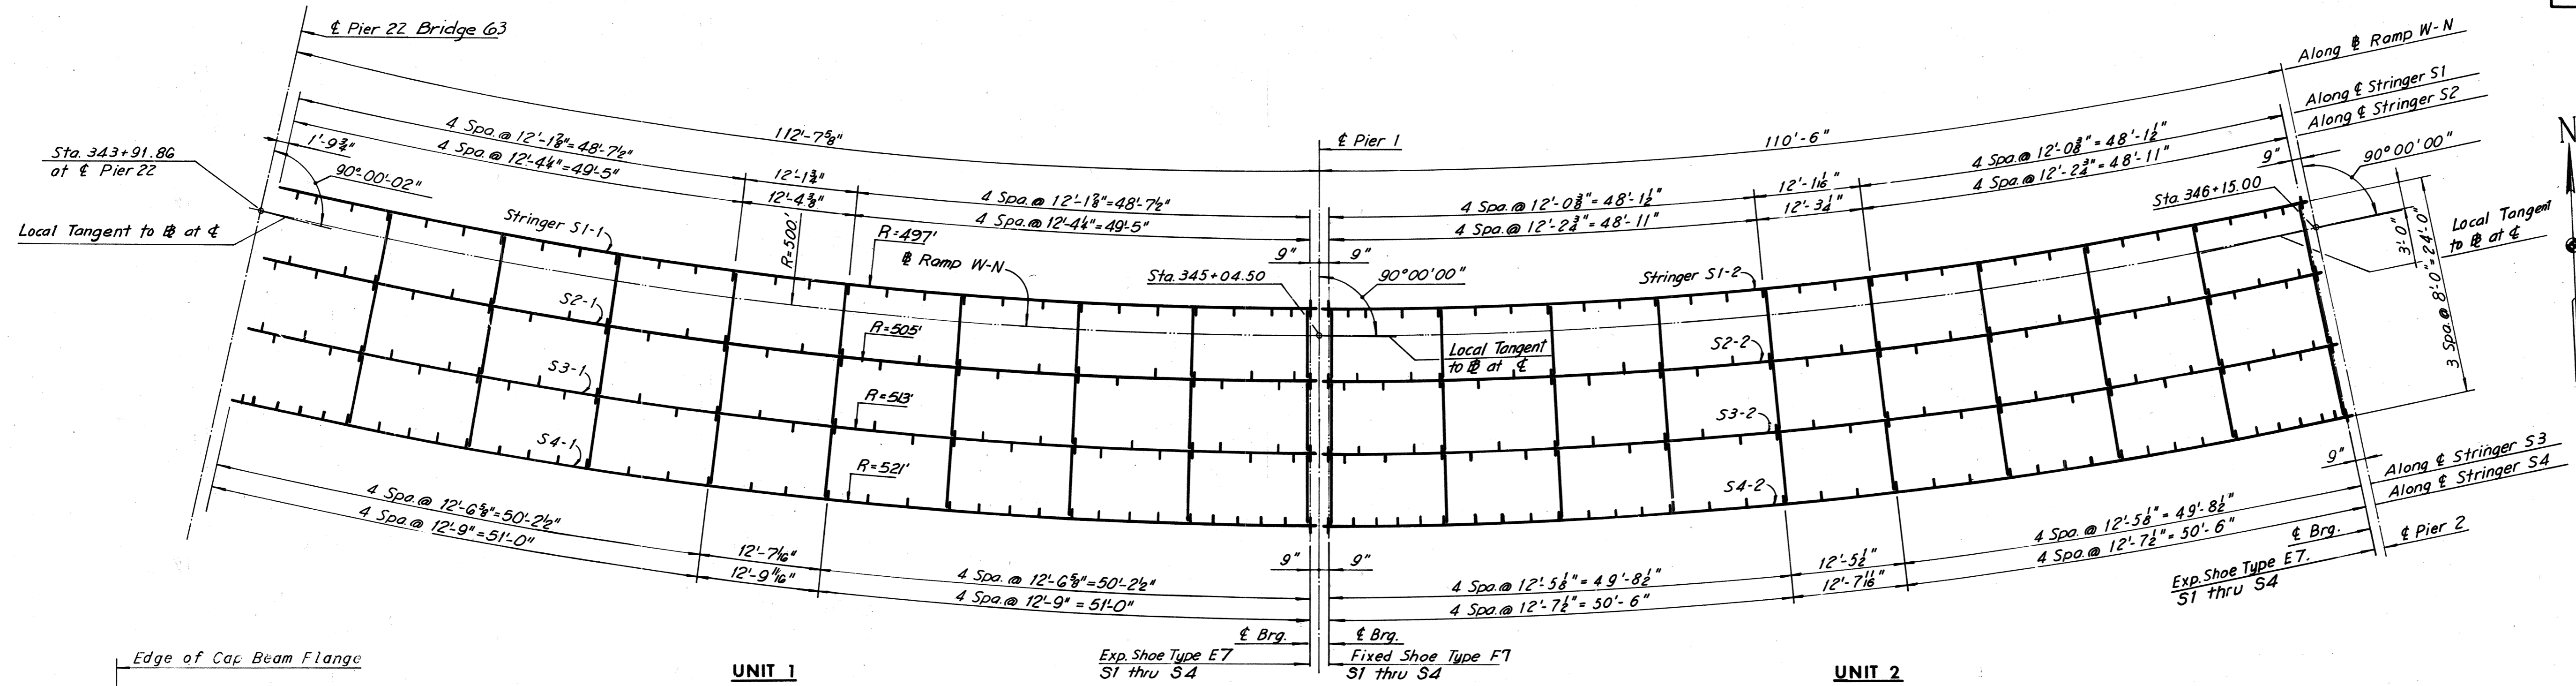 ℄ Pier 22 Bridge 63
Along ⅊ Ramp W-N
Along ℄ Stringer S1
Along ℄ Stringer S2
N
112'-7⅝"
℄ Pier 1
110'-6"
4 Spa. @ 12'-1⅞"=48'-7½"
4 Spa. @ 12'-4¼"=49'-5"
1'-9¾"
90°-00'-02"
Sta. 343+91.86
at ℄ Pier 22
Local Tangent to ⅊ at ℄
Stringer S1-1
12'-1¾"
12'-4⅜"
R=500'
4 Spa. @ 12'-1⅞"=48'-7½"
4 Spa. @ 12'-4¼"=49'-5"
R=497'
⅊ Ramp W-N
9"
9"
Sta. 345+04.50
90°00'00"
4 Spa. @ 12'-0⅜"= 48'-1½"
4 Spa. @ 12'-2¾"= 48'-11"
Stringer S1-2
12'-1 1/16"
12'-3¼"
4 Spa. @ 12'-0⅜"= 48'-1½"
4 Spa. @ 12'-2¾"= 48'-11"
9"
90°00'00"
Sta. 346+15.00
3'-0"
3 Spa. @ 8'-0"= 24'-0"
Local Tangent
to ⅊ at ℄
S2-1
S3-1
S4-1
R=505'
R=513'
R=521'
Local Tangent
to ⅊ at ℄
S2-2
S3-2
S4-2
4 Spa. @ 12'-6⅝"=50'-2½"
4 Spa. @ 12'-9"=51'-0"
12'-7 1/16"
12'-9 11/16"
4 Spa. @ 12'-6⅝"=50'-2½"
4 Spa. @ 12'-9" = 51'-0"
9"
9"
4 Spa. @ 12'-5⅛"= 49'-8½"
4 Spa. @ 12'-7½"= 50'-6"
12'-5½"
12'-7 11/16"
4 Spa. @ 12'-5⅛"= 49'-8½"
4 Spa. @ 12'-7½"= 50'-6"
9"
Along ℄ Stringer S3
Along ℄ Stringer S4
℄ Brg.
℄ Pier 2
Exp. Shoe Type E7.
S1 thru S4
℄ Brg.
Exp. Shoe Type E7
S1 thru S4
℄ Brg.
Fixed Shoe Type F7
S1 thru S4
Edge of Cap Beam Flange
UNIT 1
UNIT 2